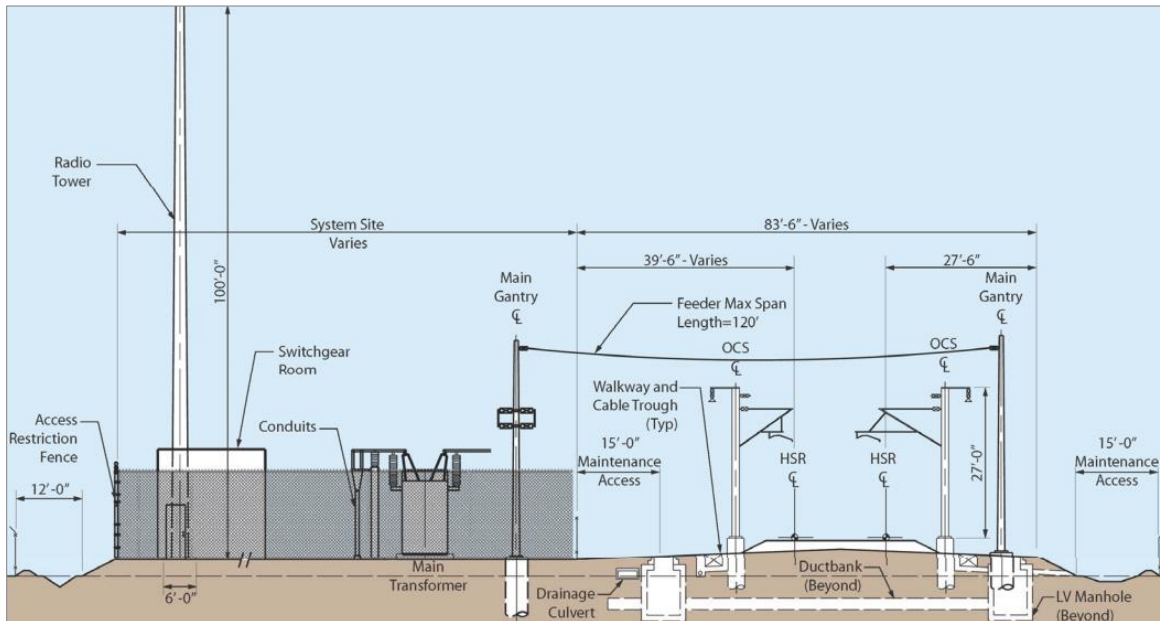 Radio
Tower
100'-0"
System Site
Varies
83'-6" - Varies
39'-6" - Varies
27'-6"
Main
Gantry
℄
Feeder Max Span
Length=120'
Main
Gantry
℄
OCS
℄
OCS
℄
Switchgear
Room
Walkway and
Cable Trough
(Typ)
Access
Restriction
Fence
Conduits
15'-0"
Maintenance
Access
HSR
℄
HSR
℄
27'-0"
15'-0"
Maintenance
Access
12'-0"
6'-0"
Main
Transformer
Drainage
Culvert
Ductbank
(Beyond)
LV Manhole
(Beyond)